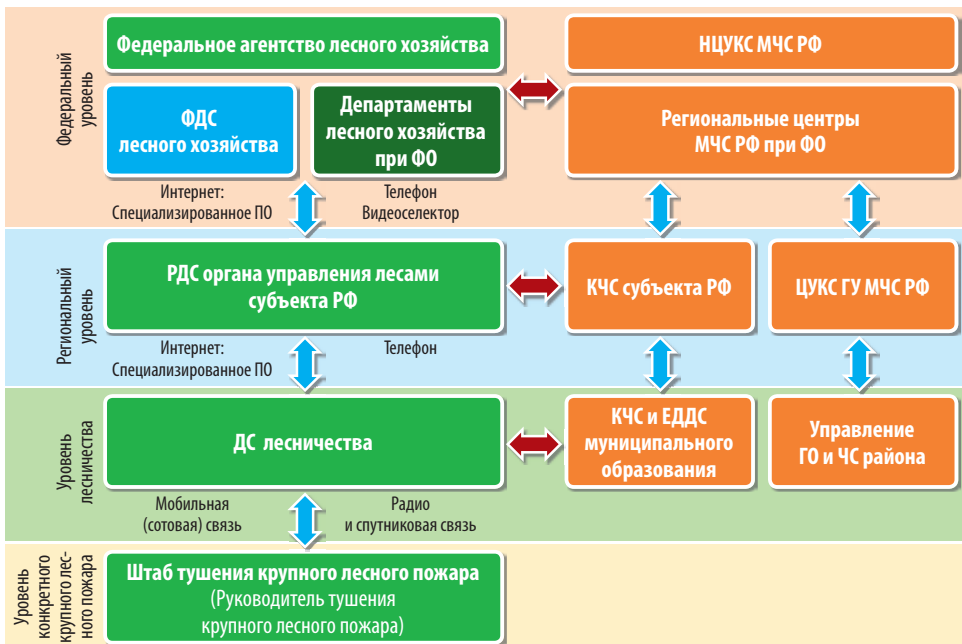 Федеральный
уровень
Федеральное агентство лесного хозяйства
НЦУКС МЧС РФ
ФДС
лесного хозяйства
Департаменты
лесного хозяйства
при ФО
Региональные центры
МЧС РФ при ФО
Интернет:
Специализированное ПО
Телефон
Видеоселектор
Региональный
уровень
РДС органа управления лесами
субъекта РФ
КЧС субъекта РФ
ЦУКС ГУ МЧС РФ
Интернет:
Специализированное ПО
Телефон
Уровень
лесничества
ДС лесничества
КЧС и ЕДДС
муниципального
образования
Управление
ГО и ЧС района
Мобильная
(сотовая) связь
Радио
и спутниковая связь
Уровень
конкретного
крупного лес-
ного пожара
Штаб тушения крупного лесного пожара
(Руководитель тушения
крупного лесного пожара)